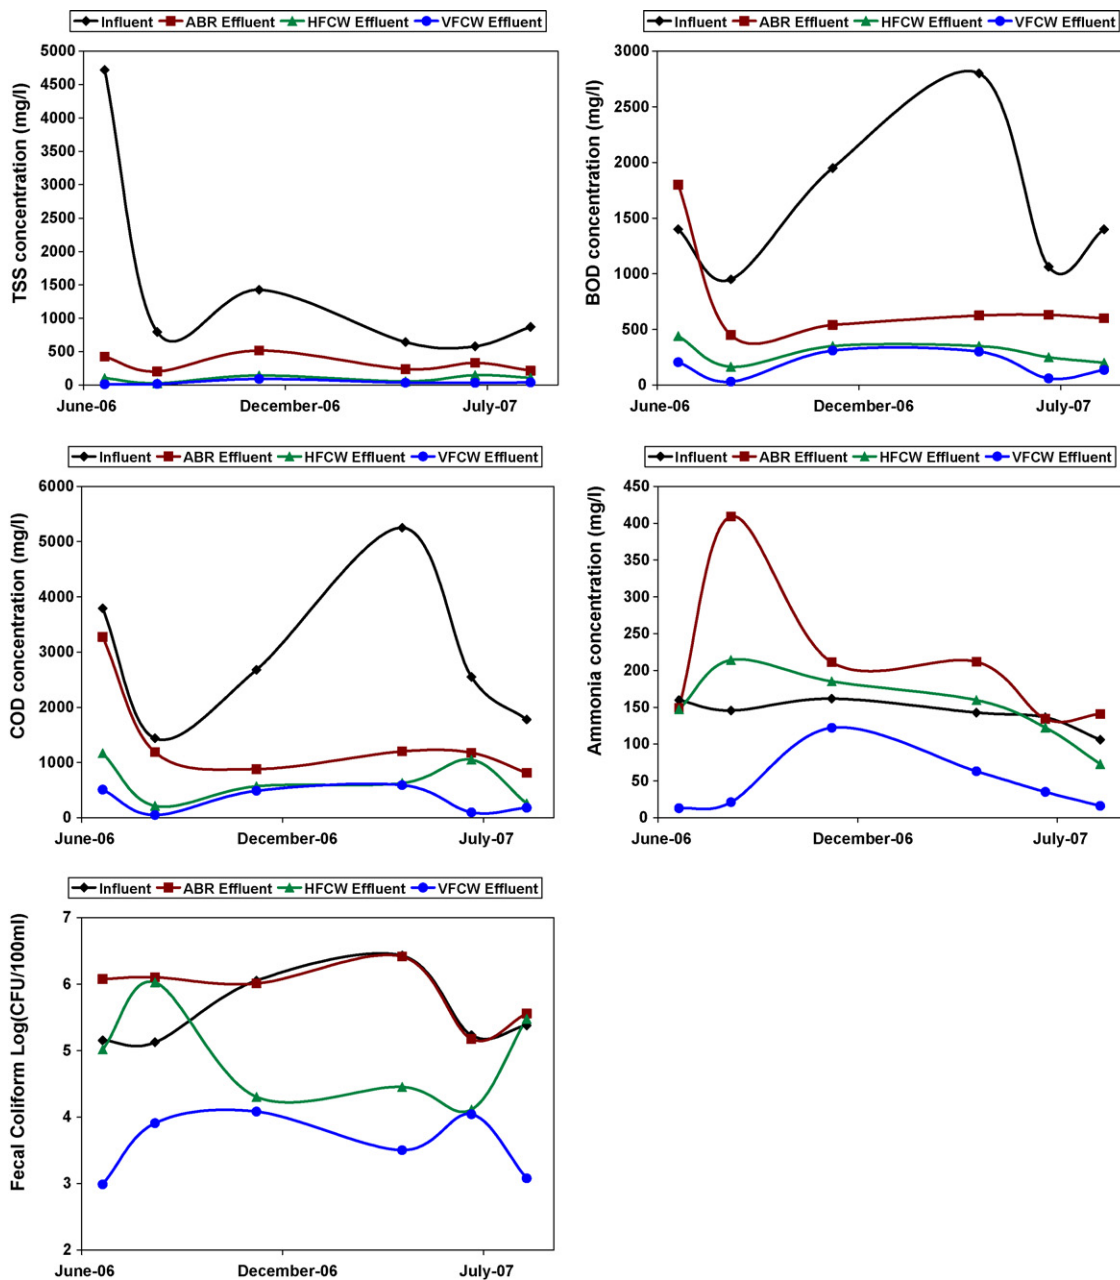 Influent ABR Effluent HFCW Effluent VFCW Effluent
TSS concentration (mg/l)
5000
4500
4000
3500
3000
2500
2000
1500
1000
500
0
June-06 December-06 July-07
Influent ABR Effluent HFCW Effluent VFCW Effluent
BOD concentration (mg/l)
3000
2500
2000
1500
1000
500
0
June-06 December-06 July-07
Influent ABR Effluent HFCW Effluent VFCW Effluent
COD concentration (mg/l)
6000
5000
4000
3000
2000
1000
0
June-06 December-06 July-07
Influent ABR Effluent HFCW Effluent VFCW Effluent
Ammonia concentration (mg/l)
450
400
350
300
250
200
150
100
50
0
June-06 December-06 July-07
Influent ABR Effluent HFCW Effluent VFCW Effluent
Fecal Coliform Log(CFU/100ml)
7
6
5
4
3
2
June-06 December-06 July-07